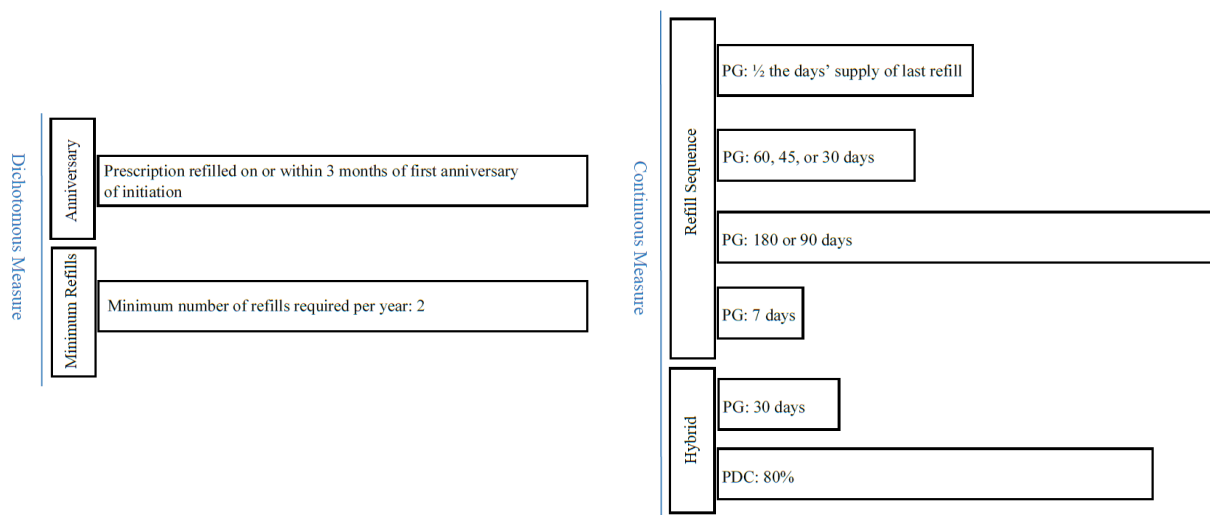 Dichotomous Measure
Anniversary
Prescription refilled on or within 3 months of first anniversary
of initiation
Minimum Refills
Minimum number of refills required per year: 2
Continuous Measure
Refill Sequence
PG: ½ the days’ supply of last refill
PG: 60, 45, or 30 days
PG: 180 or 90 days
PG: 7 days
Hybrid
PG: 30 days
PDC: 80%